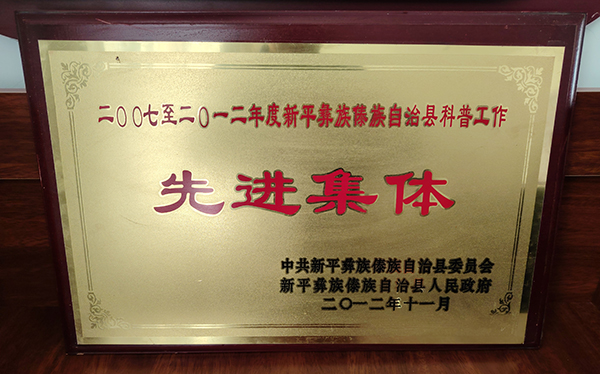 二〇〇七至二〇一二年度新平彝族傣族自治县科普工作
先进集体
中共新平彝族傣族自治县委员会
新平彝族傣族自治县人民政府
二〇一二年十一月